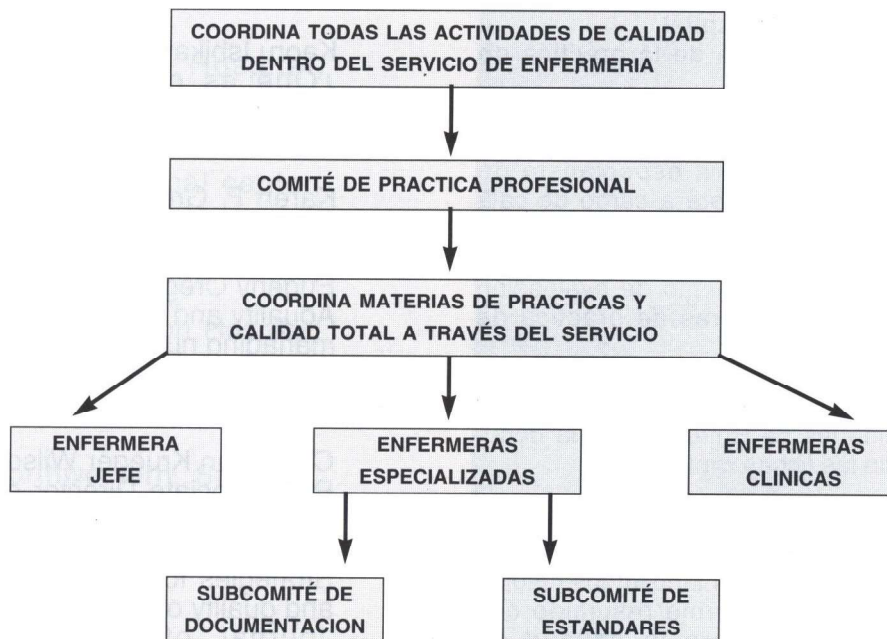 COORDINA TODAS LAS ACTIVIDADES DE CALIDAD
DENTRO DEL SERVICIO DE ENFERMERIA
COMITÉ DE PRACTICA PROFESIONAL
COORDINA MATERIAS DE PRACTICAS Y
CALIDAD TOTAL A TRAVÉS DEL SERVICIO
ENFERMERA
JEFE
ENFERMERAS
ESPECIALIZADAS
ENFERMERAS
CLINICAS
SUBCOMITÉ DE
DOCUMENTACION
SUBCOMITÉ DE
ESTANDARES